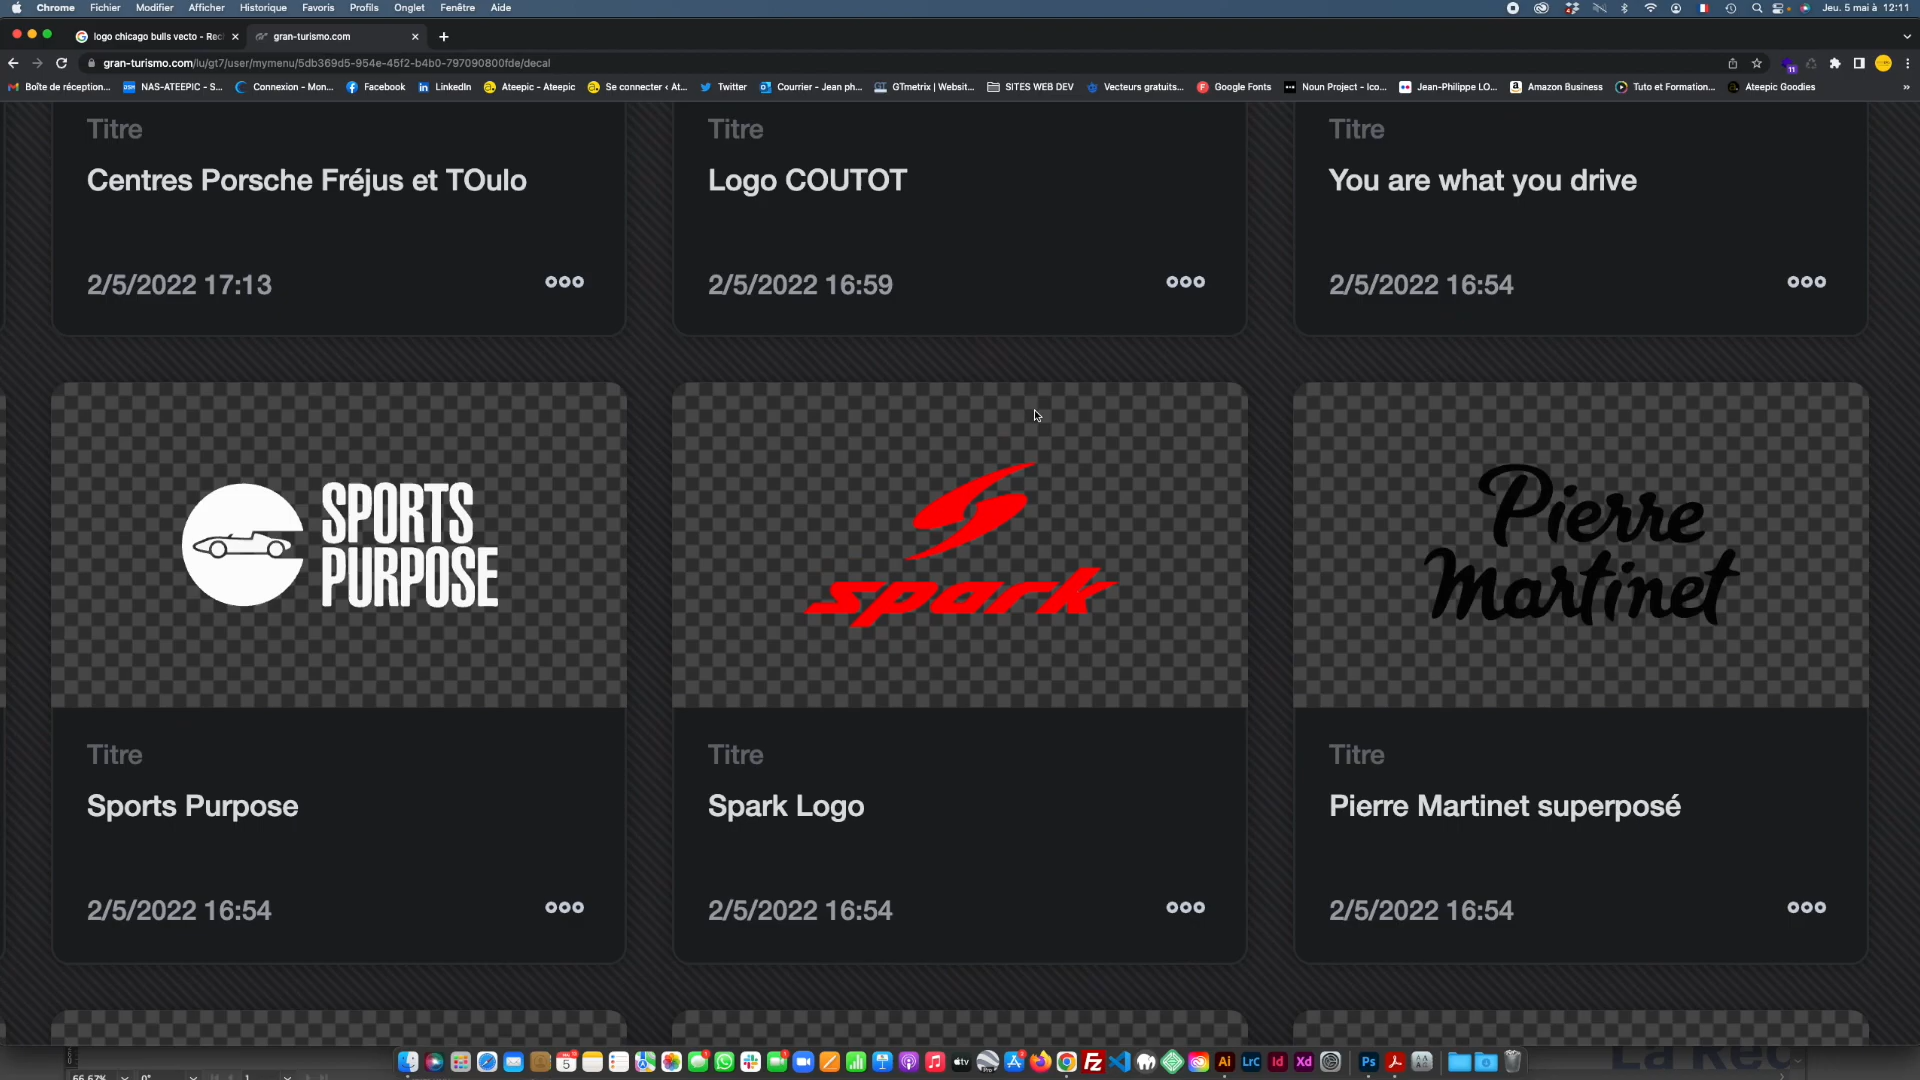 Chrome Fichier Modifier Afficher Historique Favoris Profils Onglet Fenêtre Aide Jeu. 5 mai à 12:11
logo chicago bulls vecto - Rec gran-turismo.com
gran-turismo.com/lu/gt7/user/mymenu/5db369d5-954e-45f2-b4b0-797090800fde/decal
Boîte de réception... NAS-ATEEPIC - S... Connexion - Mon... Facebook LinkedIn Ateepic - Ateepic Se connecter ‹ At... Twitter Courrier - Jean ph... GTmetrix | Websit... SITES WEB DEV Vecteurs gratuits... Google Fonts Noun Project - Ico... Jean-Philippe LO... Amazon Business Tuto et Formation... Ateepic Goodies »
Titre Titre Titre
Centres Porsche Fréjus et TOulo Logo COUTOT You are what you drive
2/5/2022 17:13 2/5/2022 16:59 2/5/2022 16:54
SPORTS
PURPOSE
spark
Pierre
Martinet
Titre Titre Titre
Sports Purpose Spark Logo Pierre Martinet superposé
2/5/2022 16:54 2/5/2022 16:54 2/5/2022 16:54
66,67% 0° 1